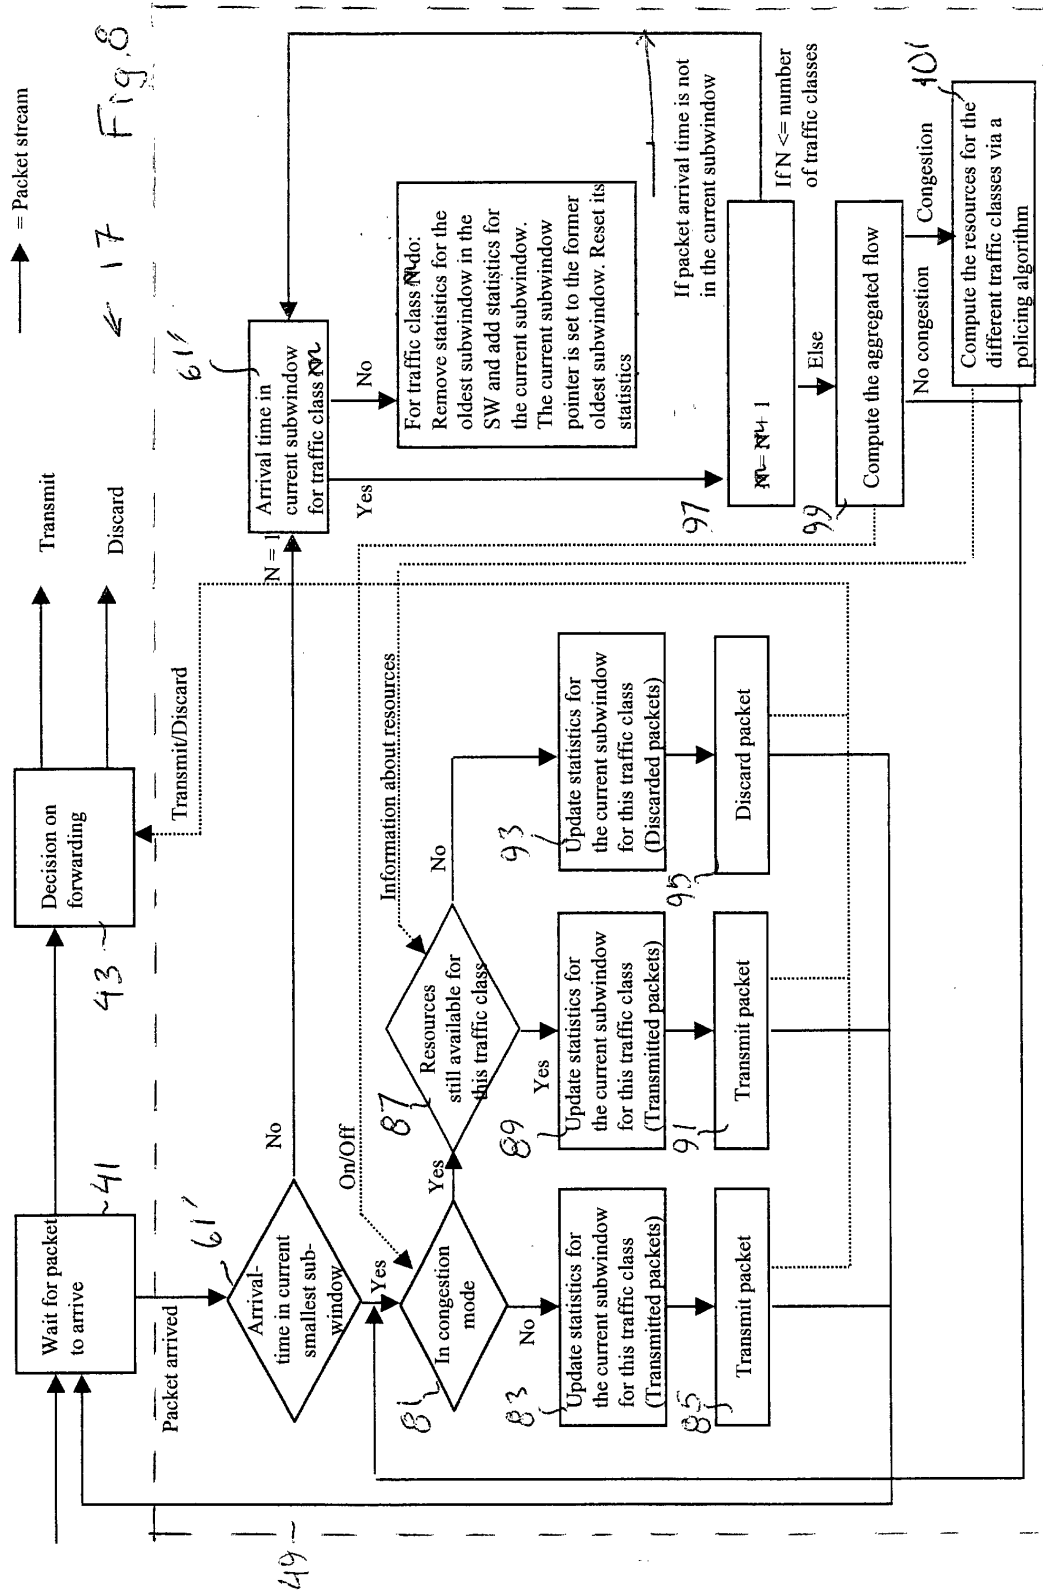 = Packet stream
17
Fig. 8
Wait for packet
to arrive
41
Decision on
forwarding
43
Transmit
Discard
Packet arrived
Transmit/Discard
49
Arrival-
time in current
smallest sub-
window
61'
No
Yes
N = 1
Arrival time in
current subwindow
for traffic class
61'
No
Yes
For traffic class do:
Remove statistics for the
oldest subwindow in the
SW and add statistics for
the current subwindow.
The current subwindow
pointer is set to the former
oldest subwindow. Reset its
statistics
If packet arrival time is not
in the current subwindow
If N <= number
of traffic classes
97
+ 1
Else
Compute the aggregated flow
99
No congestion
Congestion
101
Compute the resources for the
different traffic classes via a
policing algorithm
On/Off
Information about resources
In congestion
mode
81
Yes
No
Resources
still available for
this traffic class
87
Yes
No
Update statistics for
the current subwindow
for this traffic class
(Transmitted packets)
83
Transmit packet
85
Update statistics for
the current subwindow
for this traffic class
(Transmitted packets)
89
Transmit packet
91
Update statistics for
the current subwindow
for this traffic class
(Discarded packets)
93
Discard packet
95